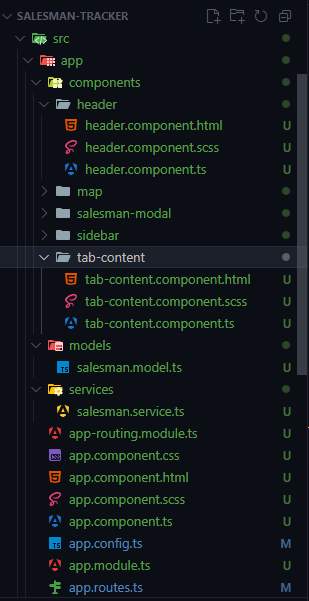 SALESMAN-TRACKER
src
app
components
header
header.component.html U
header.component.scss U
header.component.ts U
map
salesman-modal
sidebar
tab-content
tab-content.component.html U
tab-content.component.scss U
tab-content.component.ts U
models
TS salesman.model.ts U
services
salesman.service.ts U
app-routing.module.ts U
app.component.css U
app.component.html U
app.component.scss U
app.component.ts U
app.config.ts M
app.module.ts U
app.routes.ts M